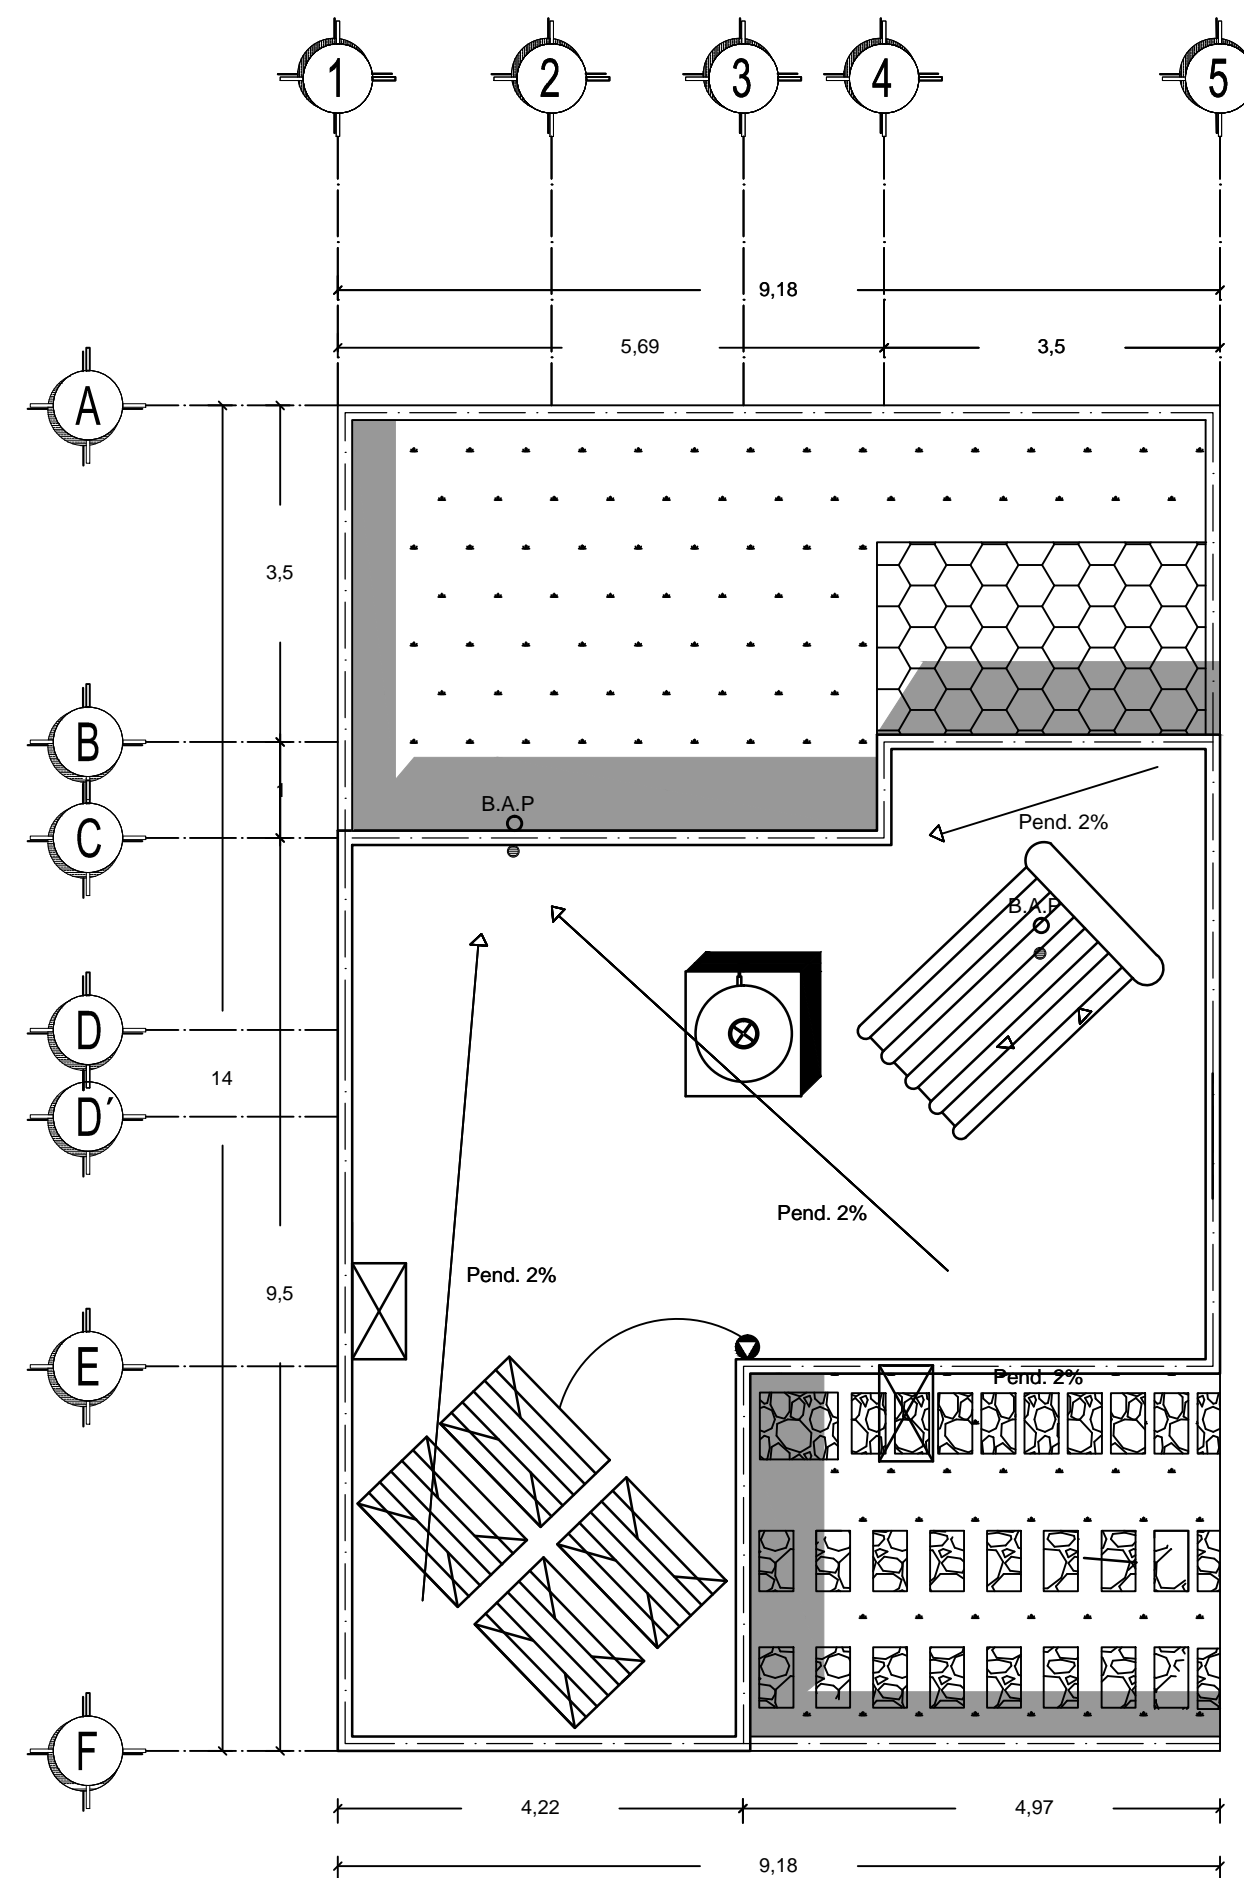 1 2 3 4 5
9,18
5,69 3,5
A
3,5
B
1
B.A.P
Pend. 2%
C
B.A.P
D
14
D´
Pend. 2%
Pend. 2%
9,5
E
Pend. 2%
F
4,22 4,97
9,18